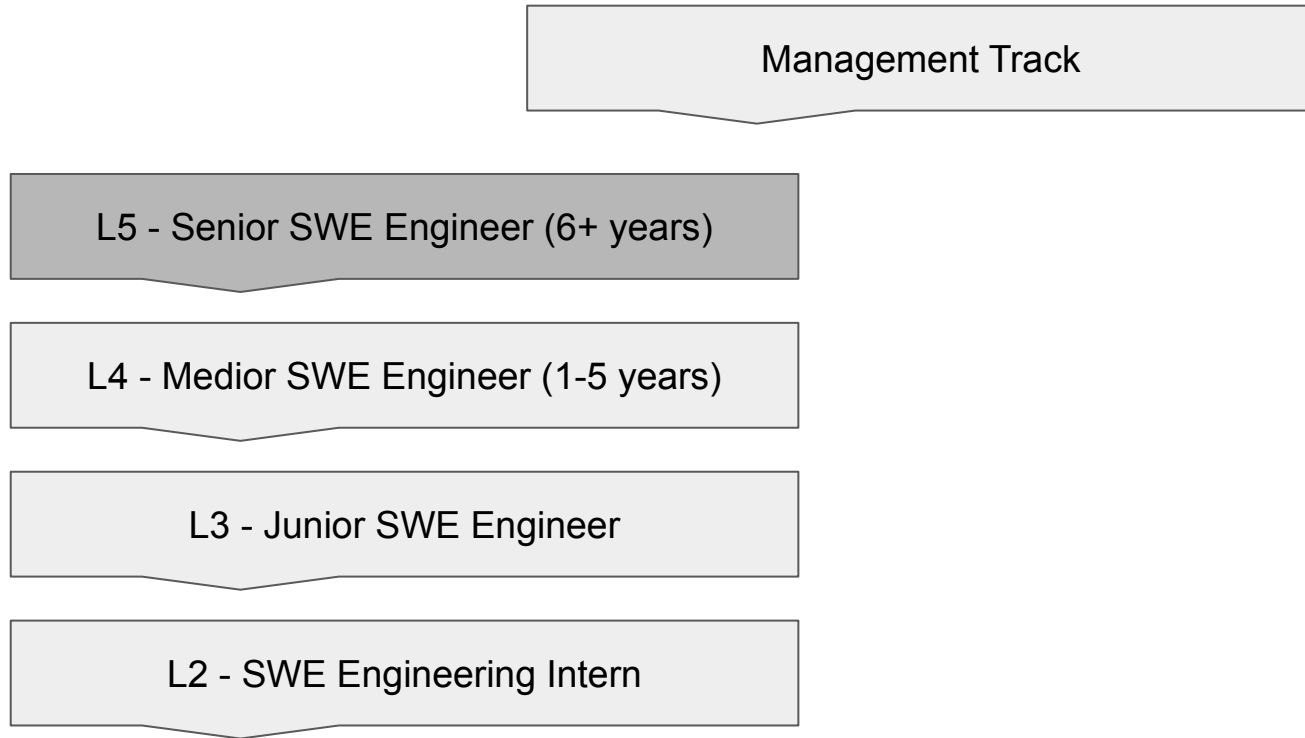 Management Track
L5 - Senior SWE Engineer (6+ years)
L4 - Medior SWE Engineer (1-5 years)
L3 - Junior SWE Engineer
L2 - SWE Engineering Intern